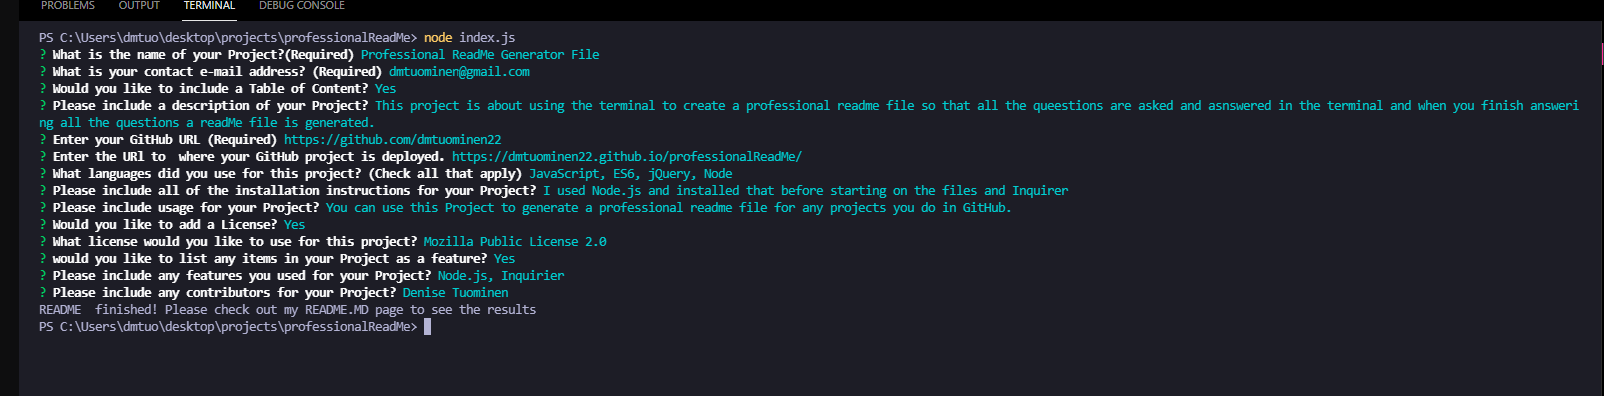 PROBLEMS OUTPUT TERMINAL DEBUG CONSOLE
PS C:\Users\dmtuo\desktop\projects\professionalReadMe> node index.js
? What is the name of your Project?(Required) Professional ReadMe Generator File
? What is your contact e-mail address? (Required) dmtuominen@gmail.com
? Would you like to include a Table of Content? Yes
? Please include a description of your Project? This project is about using the terminal to create a professional readme file so that all the queestions are asked and asnswered in the terminal and when you finish answeri
ng all the questions a readMe file is generated.
? Enter your GitHub URL (Required) https://github.com/dmtuominen22
? Enter the URl to  where your GitHub project is deployed. https://dmtuominen22.github.io/professionalReadMe/
? What languages did you use for this project? (Check all that apply) JavaScript, ES6, jQuery, Node
? Please include all of the installation instructions for your Project? I used Node.js and installed that before starting on the files and Inquirer
? Please include usage for your Project? You can use this Project to generate a professional readme file for any projects you do in GitHub.
? Would you like to add a License? Yes
? What license would you like to use for this project? Mozilla Public License 2.0
? would you like to list any items in your Project as a feature? Yes
? Please include any features you used for your Project? Node.js, Inquirier
? Please include any contributors for your Project? Denise Tuominen
README  finished! Please check out my README.MD page to see the results
PS C:\Users\dmtuo\desktop\projects\professionalReadMe>